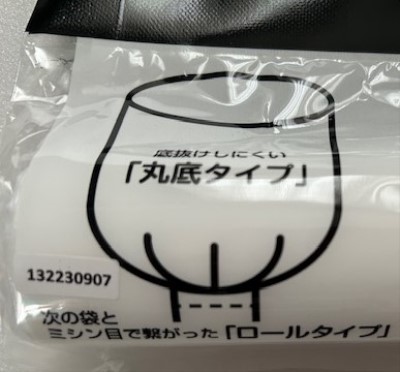 底抜けしにくい
「丸底タイプ」
132230907
次の袋と
ミシン目で繋がった「ロールタイプ」